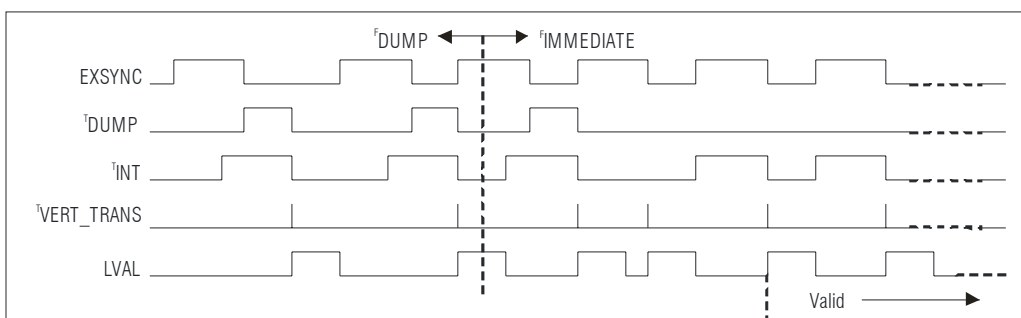 FDUMP FIMMEDIATE
EXSYNC
TDUMP
TINT
TVERT_TRANS
LVAL
Valid